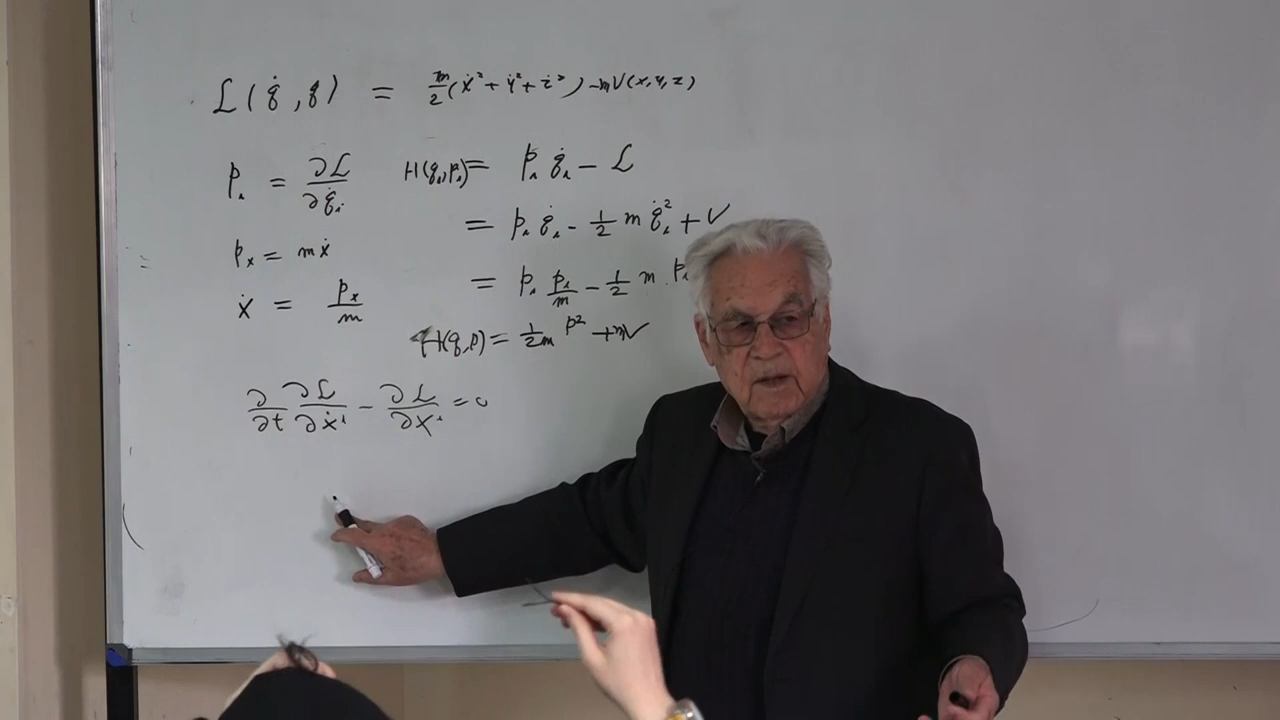 ℒ(q̇, q) = m/2 (ẋ² + ẏ² + ż²) - mV(x, y, z)
pᵢ = ∂ℒ/∂q̇ᵢ
H(qᵢ, pᵢ) = pᵢ q̇ᵢ - ℒ
= pᵢ q̇ᵢ - 1/2 m q̇ᵢ² + V
pₓ = mẋ
= pᵢ pᵢ/m - 1/2 m pᵢ
ẋ = pₓ/m
H(q, p) = 1/2m p² + mV
∂/∂t ∂ℒ/∂ẋⁱ - ∂ℒ/∂xⁱ = 0